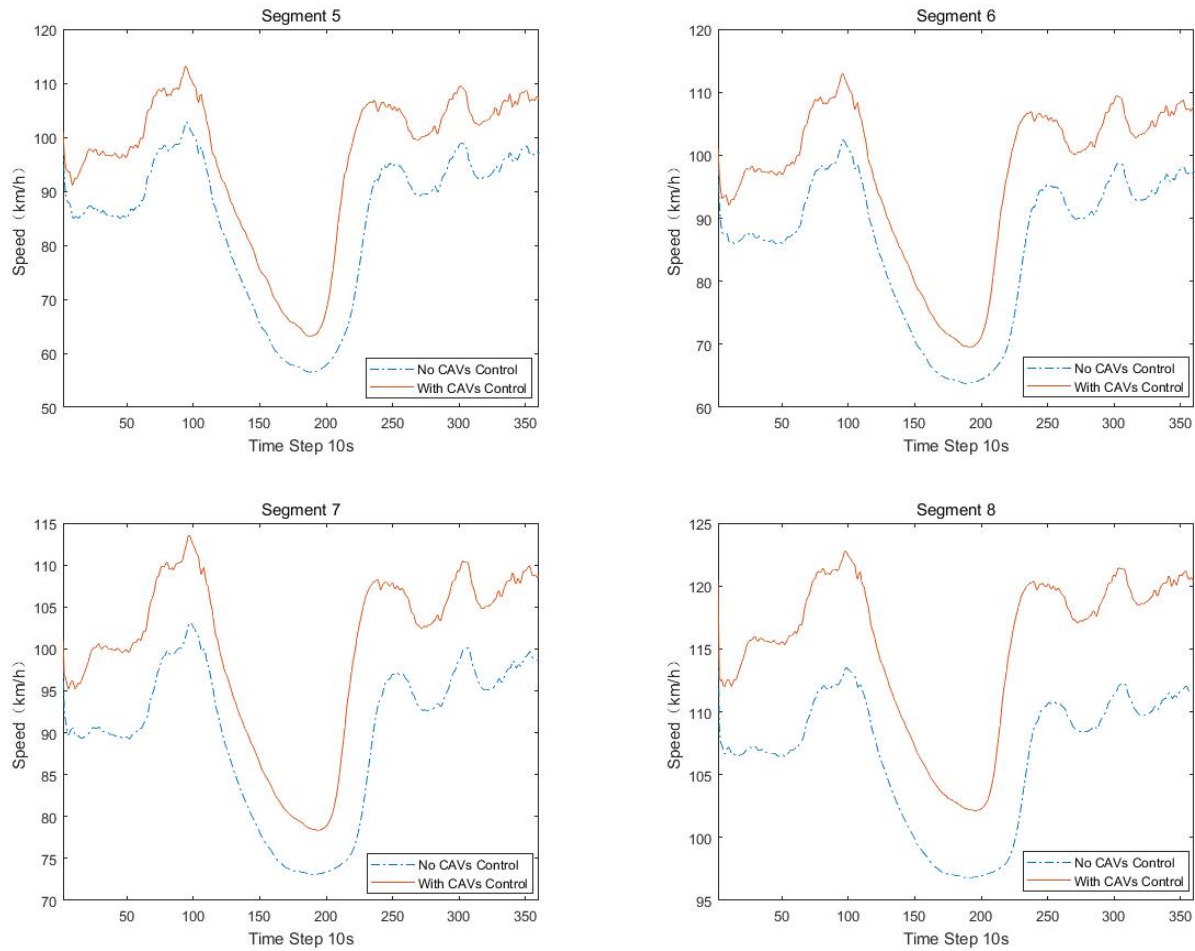 Segment 5
120
110
100
90
80
70
60
50
Speed (km/h)
50 100 150 200 250 300 350
Time Step 10s
No CAVs Control
With CAVs Control
Segment 6
120
110
100
90
80
70
60
Speed (km/h)
50 100 150 200 250 300 350
Time Step 10s
No CAVs Control
With CAVs Control
Segment 7
115
110
105
100
95
90
85
80
75
70
Speed (km/h)
50 100 150 200 250 300 350
Time Step 10s
No CAVs Control
With CAVs Control
Segment 8
125
120
115
110
105
100
95
Speed (km/h)
50 100 150 200 250 300 350
Time Step 10s
No CAVs Control
With CAVs Control